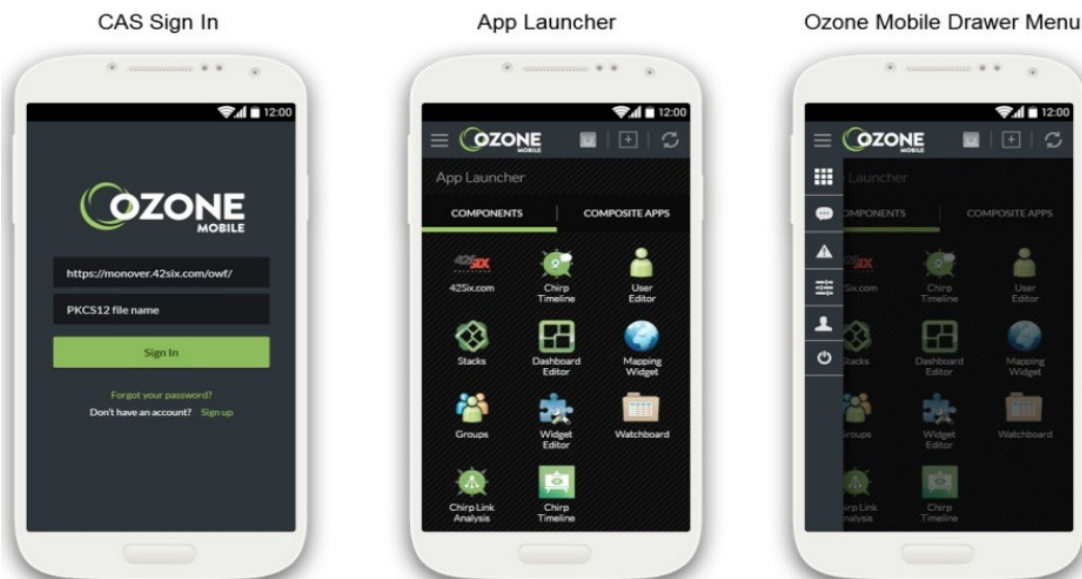 CAS Sign In
12:00
OZONE
MOBILE
https://monover.42six.com/owf/
PKCS12 file name
Sign In
Forgot your password?
Don't have an account? Sign up
App Launcher
12:00
OZONE
MOBILE
App Launcher
COMPONENTS
COMPOSITE APPS
42SIX
SOLUTIONS
42Six.com
Chirp
Timeline
User
Editor
Stacks
Dashboard
Editor
Mapping
Widget
Groups
Widget
Editor
Watchboard
Chirp Link
Analysis
Chirp
Timeline
Ozone Mobile Drawer Menu
12:00
OZONE
MOBILE
Launcher
OMPONENTS
COMPOSITE APPS
Six.com
Chirp
Timeline
User
Editor
Stacks
Dashboard
Editor
Mapping
Widget
Groups
Widget
Editor
Watchboard
irp Link
nalysis
Chirp
Timeline